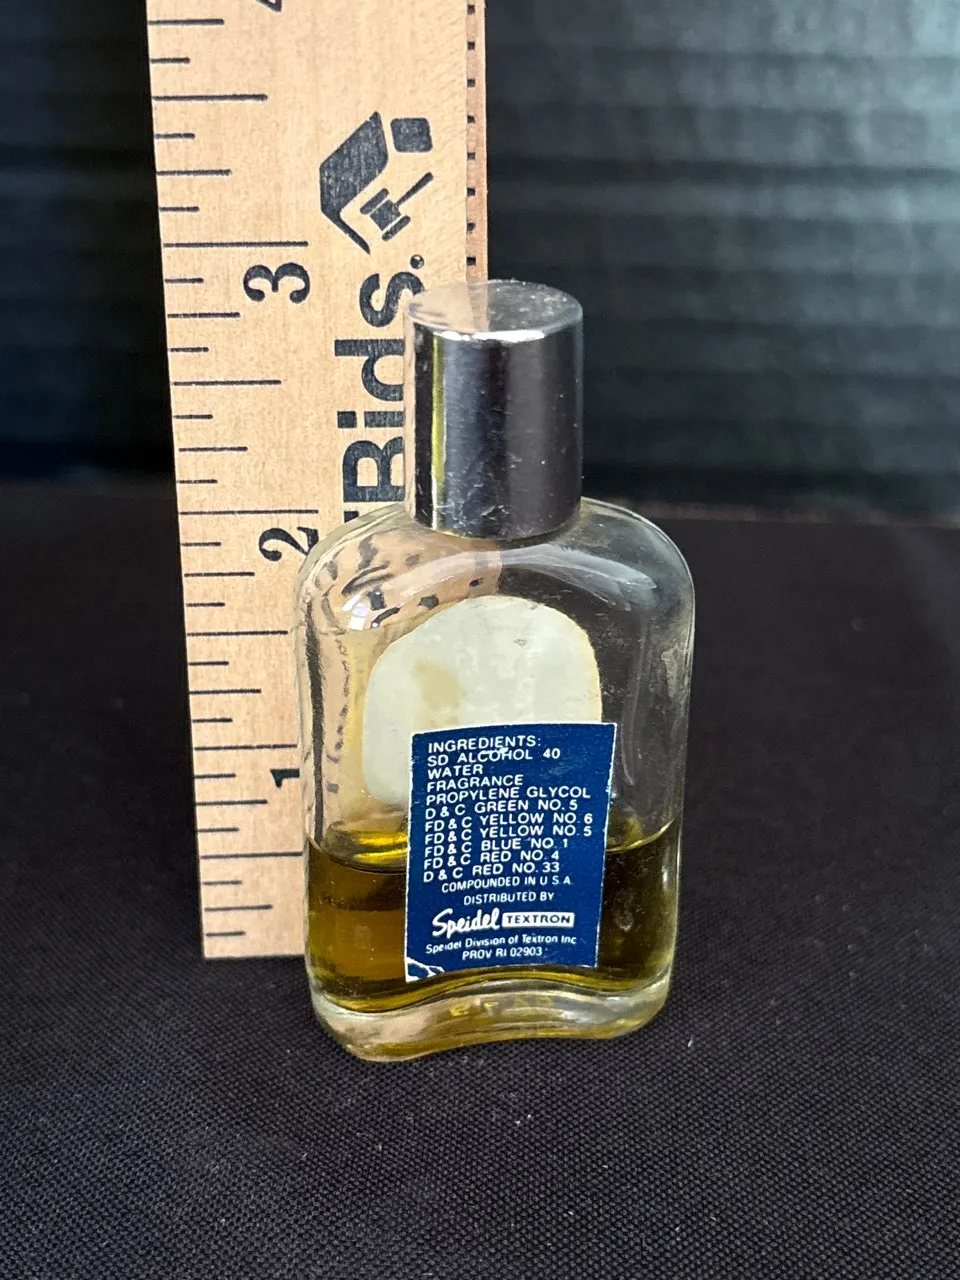 3
Bids.
2
1
INGREDIENTS:
SD ALCOHOL 40
WATER
FRAGRANCE
PROPYLENE GLYCOL
D & C GREEN NO. 5
FD & C YELLOW NO. 6
FD & C YELLOW NO. 5
FD & C BLUE NO. 1
FD & C RED NO. 4
D & C RED NO. 33
COMPOUNDED IN U S A
DISTRIBUTED BY
Speidel TEXTRON
Speidel Division of Textron Inc
PROV RI 02903